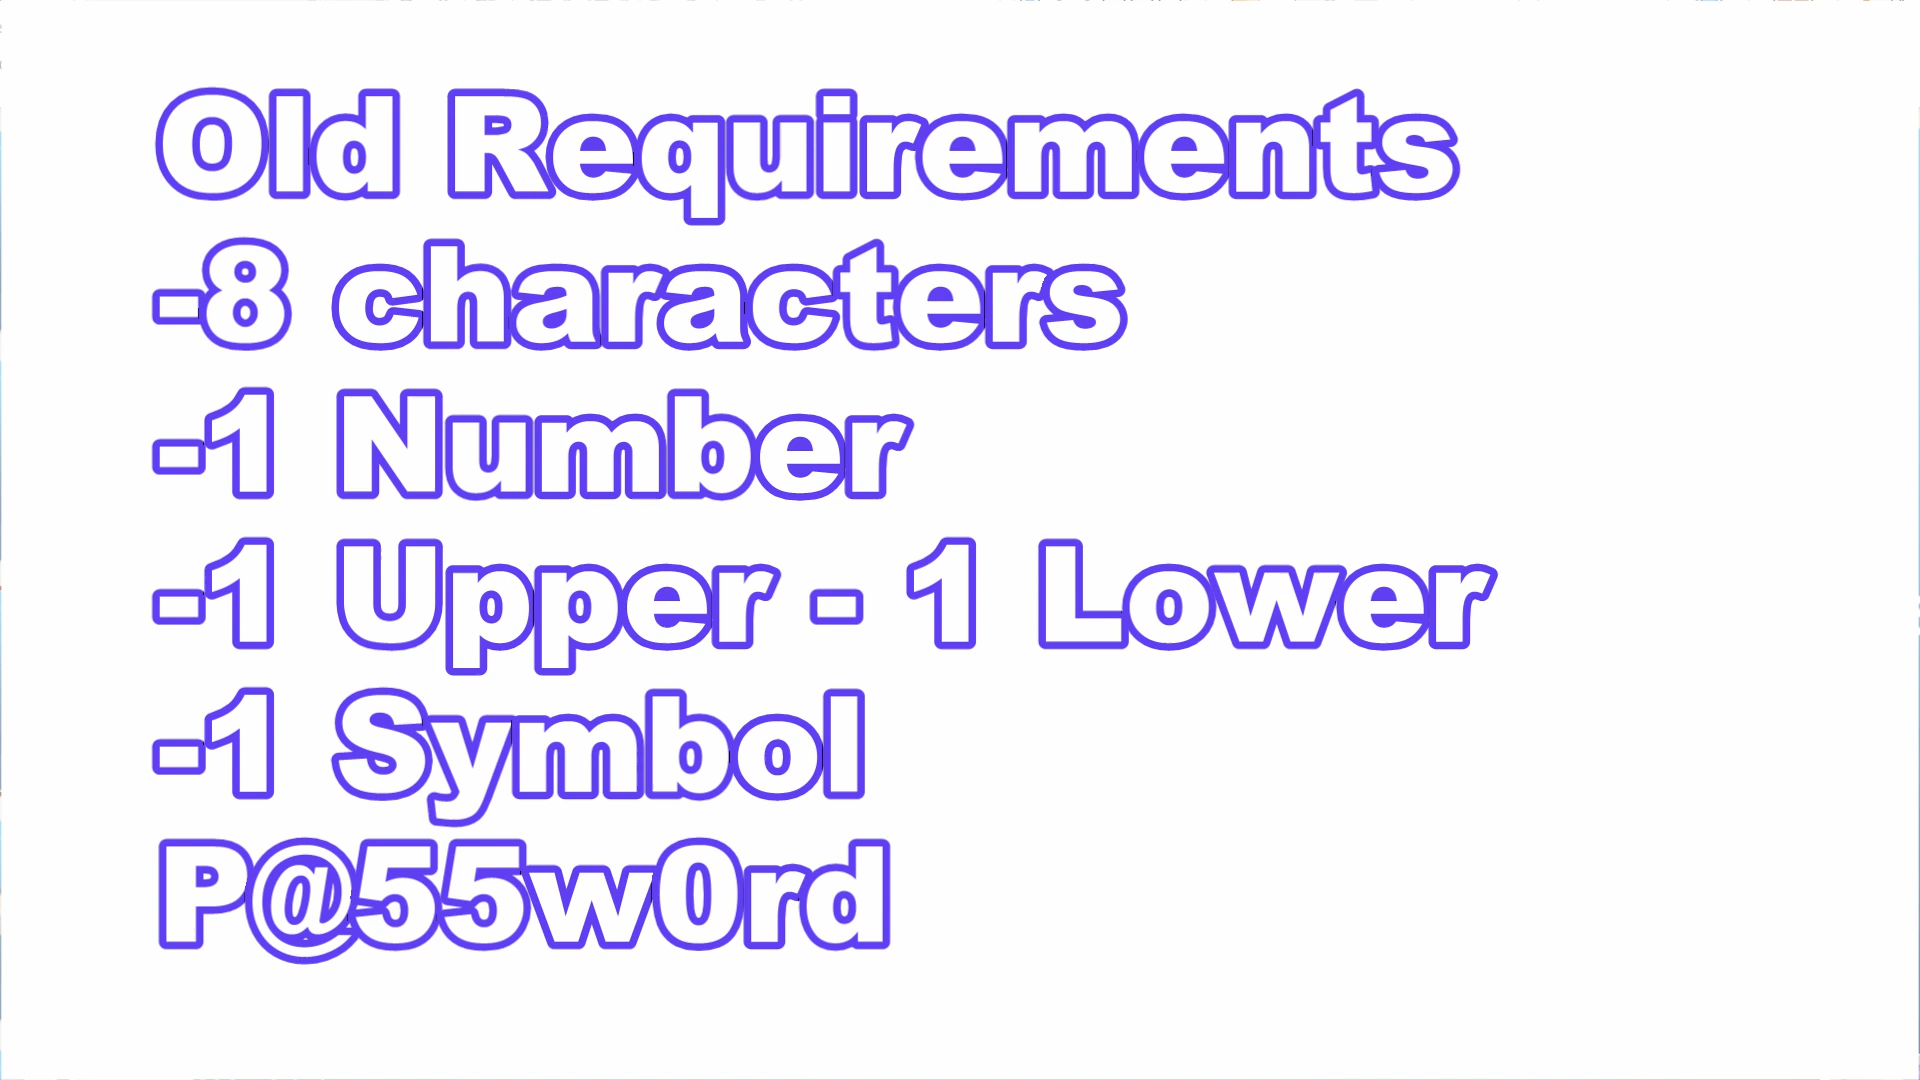 Old Requirements
-8 characters
-1 Number
-1 Upper - 1 Lower
-1 Symbol
P@55w0rd